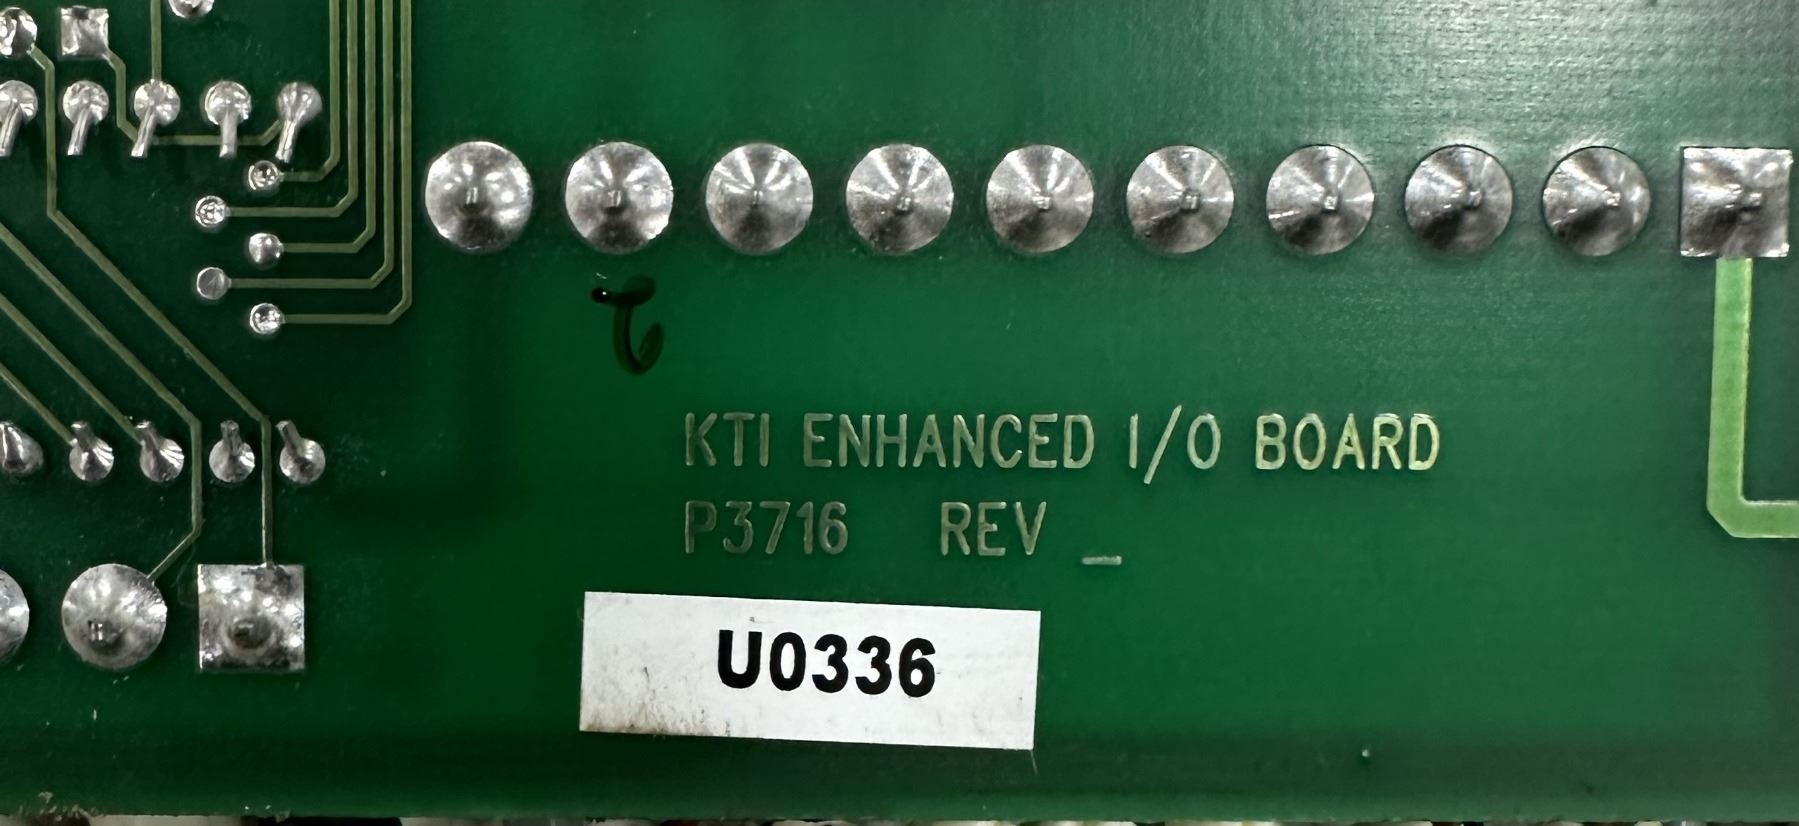 KTI ENHANCED I/O BOARD
P3716 REV _
U0336